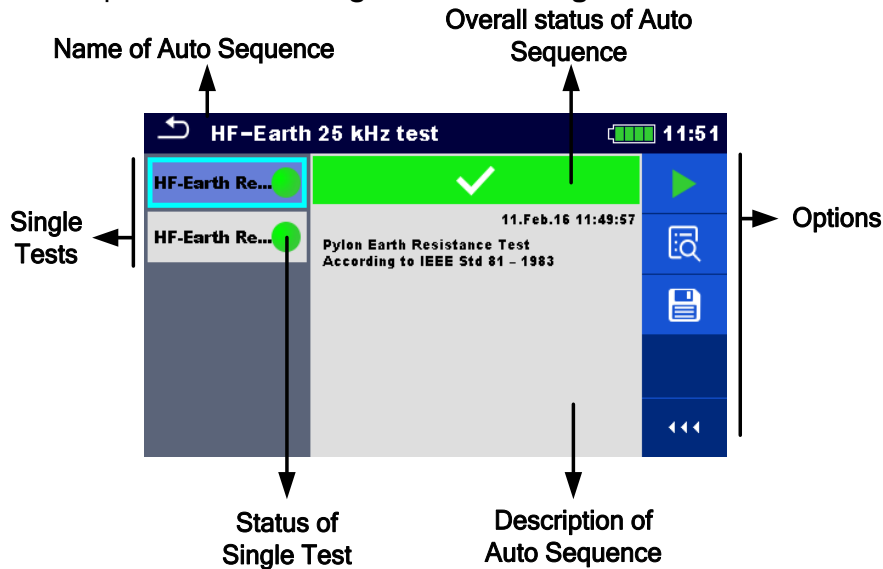 Overall status of Auto
Sequence
Name of Auto Sequence
HF-Earth 25 kHz test
11:51
HF-Earth Re...
HF-Earth Re...
11.Feb.16 11:49:57
Pylon Earth Resistance Test
According to IEEE Std 81 - 1983
Single
Tests
Options
Status of
Single Test
Description of
Auto Sequence